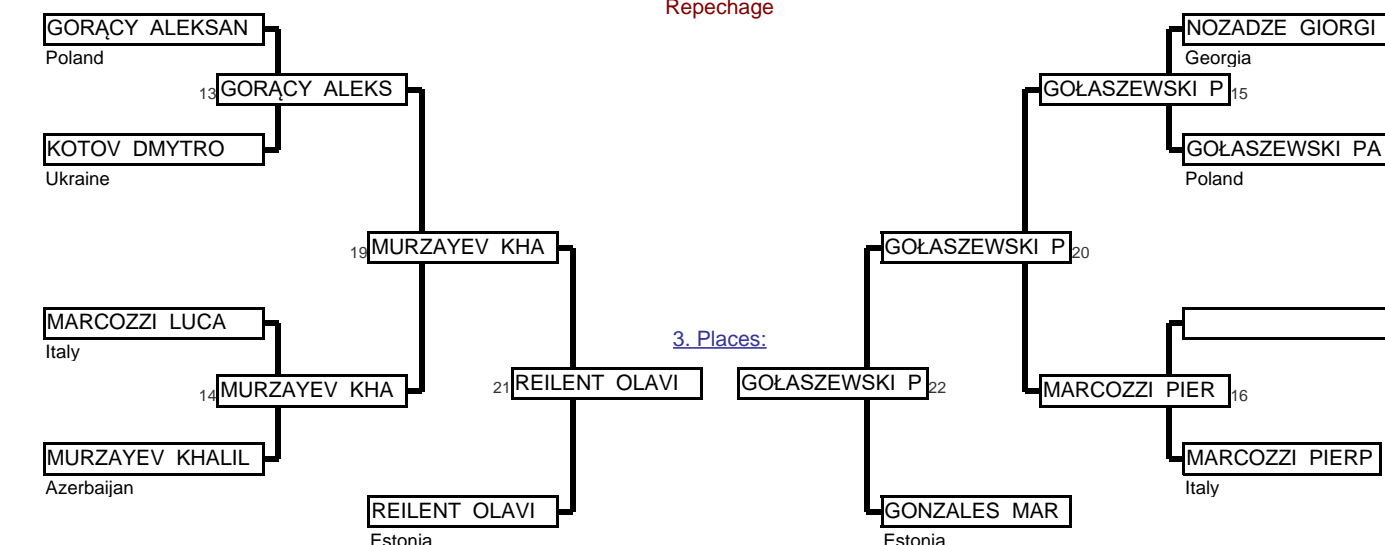 Repechage
GORĄCY ALEKSAN
Poland
13 GORĄCY ALEKS
KOTOV DMYTRO
Ukraine
19 MURZAYEV KHA
MARCOZZI LUCA
Italy
14 MURZAYEV KHA
MURZAYEV KHALIL
Azerbaijan
21 REILENT OLAVI
REILENT OLAVI
Estonia
3. Places:
NOZADZE GIORGI
Georgia
GOŁASZEWSKI P 15
GOŁASZEWSKI PA
Poland
GOŁASZEWSKI P 20
GOŁASZEWSKI P 22
MARCOZZI PIER 16
MARCOZZI PIERP
Italy
GONZALES MAR
Estonia